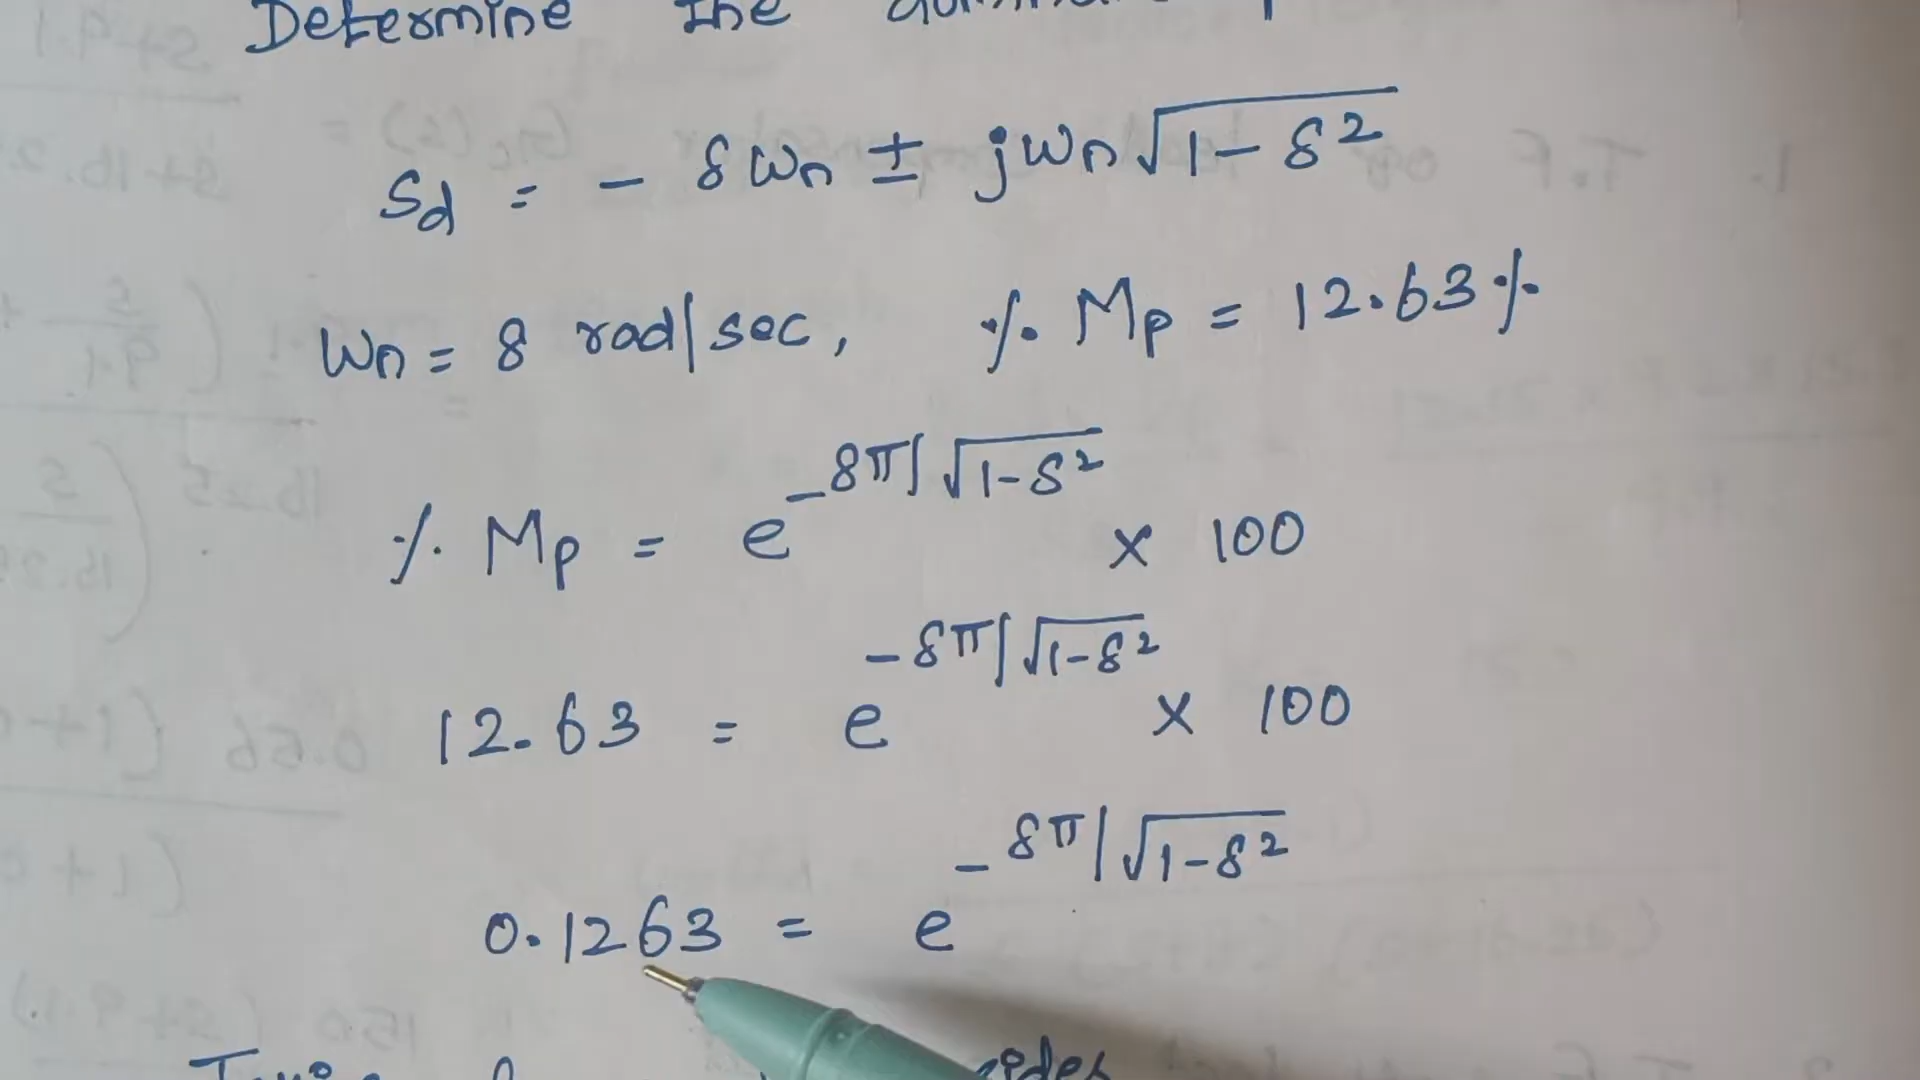 Determine the
Sd = - δωn ± jωn√1-δ²
ωn = 8 rad/sec, % Mp = 12.63%
% Mp = e^-δπ/√1-δ² × 100
12.63 = e^-δπ/√1-δ² × 100
0.1263 = e^-δπ/√1-δ²